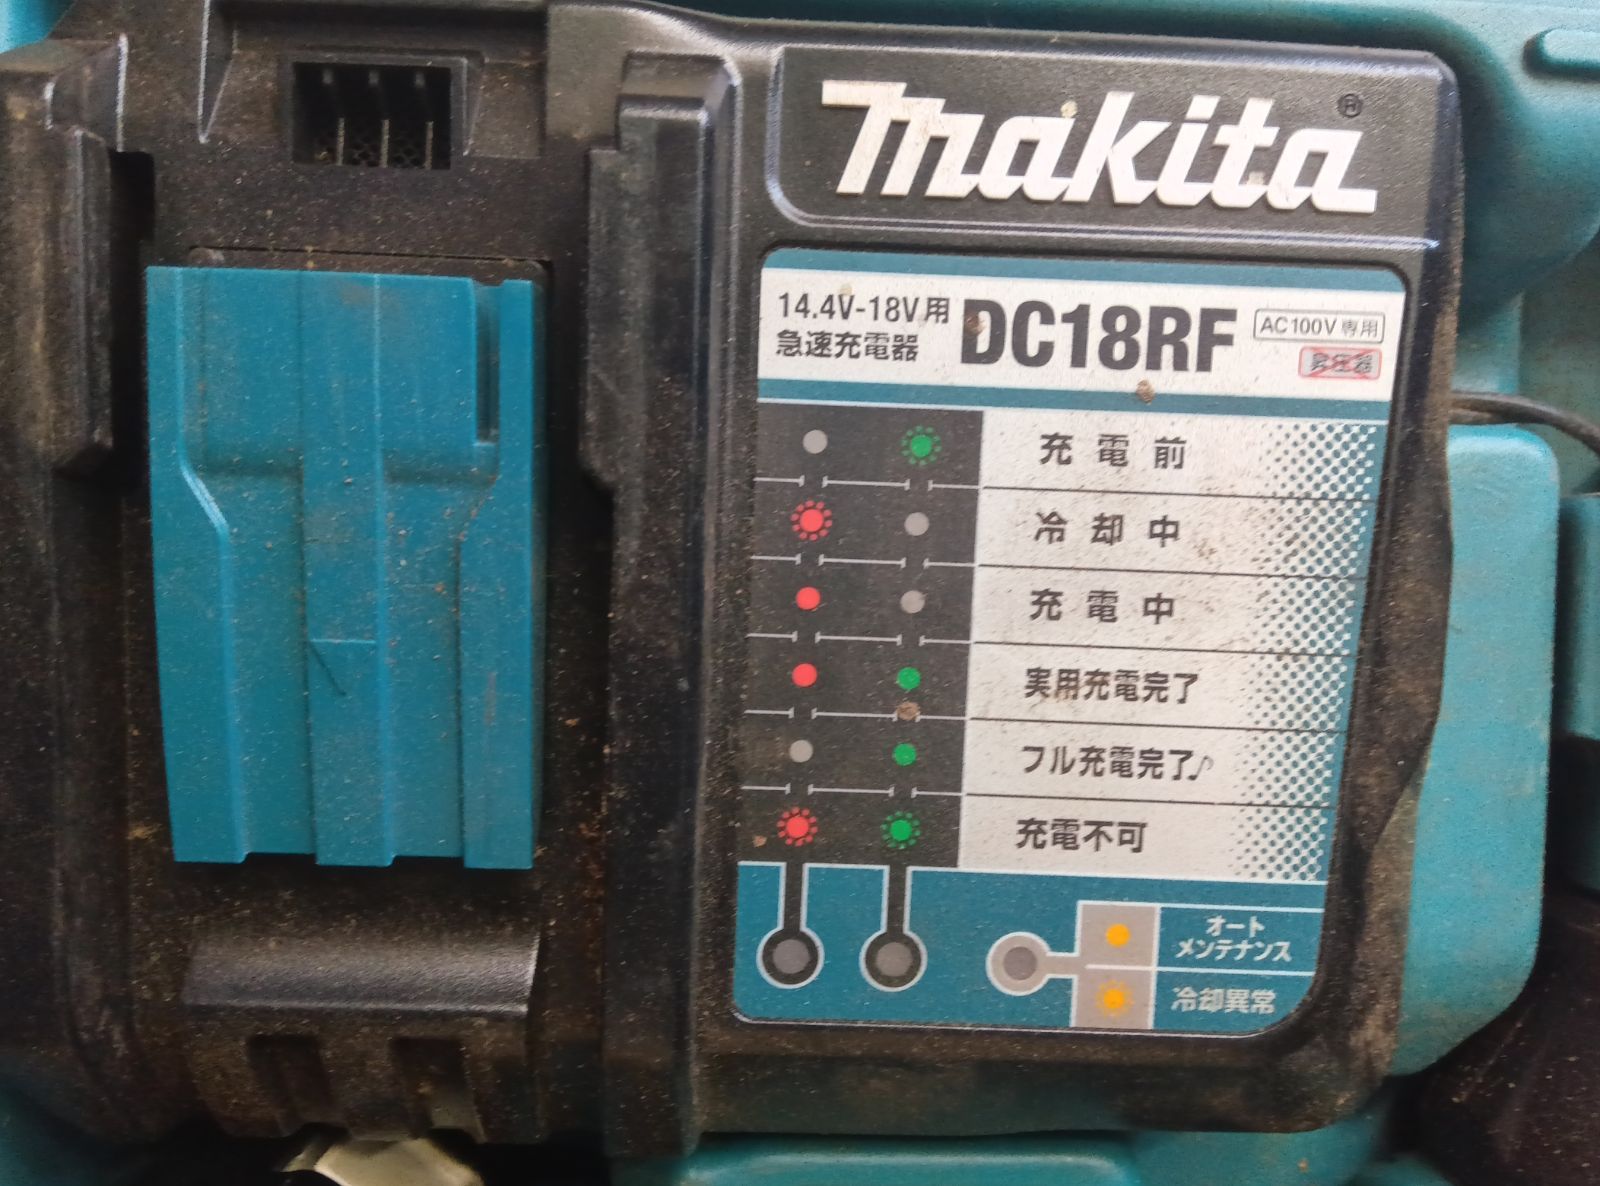 makita®
14.4V-18V用
急速充電器
DC18RF
AC100V専用
昇圧器
充電前
冷却中
充電中
実用充電完了
フル充電完了♪
充電不可
オート
メンテナンス
冷却異常